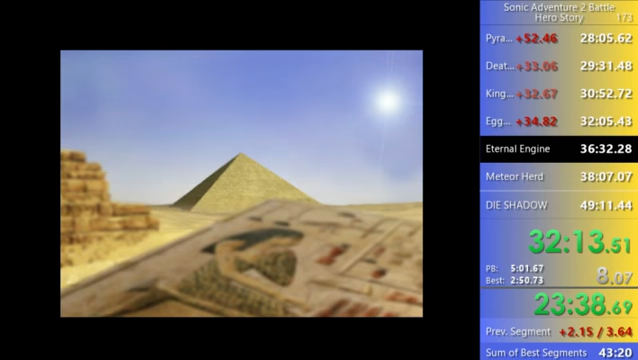 Sonic Adventure 2 Battle
Hero Story 173
Pyra... +52.46 28:05.62
Deat... +33.06 29:31.48
King... +32.67 30:52.72
Egg... +34.82 32:05.43
Eternal Engine 36:32.28
Meteor Herd 38:07.07
DIE SHADOW 49:11.44
32:13.51
PB: 5:01.67
Best: 2:50.73
8.07
23:38.69
Prev. Segment +2.15 / 3.64
Sum of Best Segments 43:20